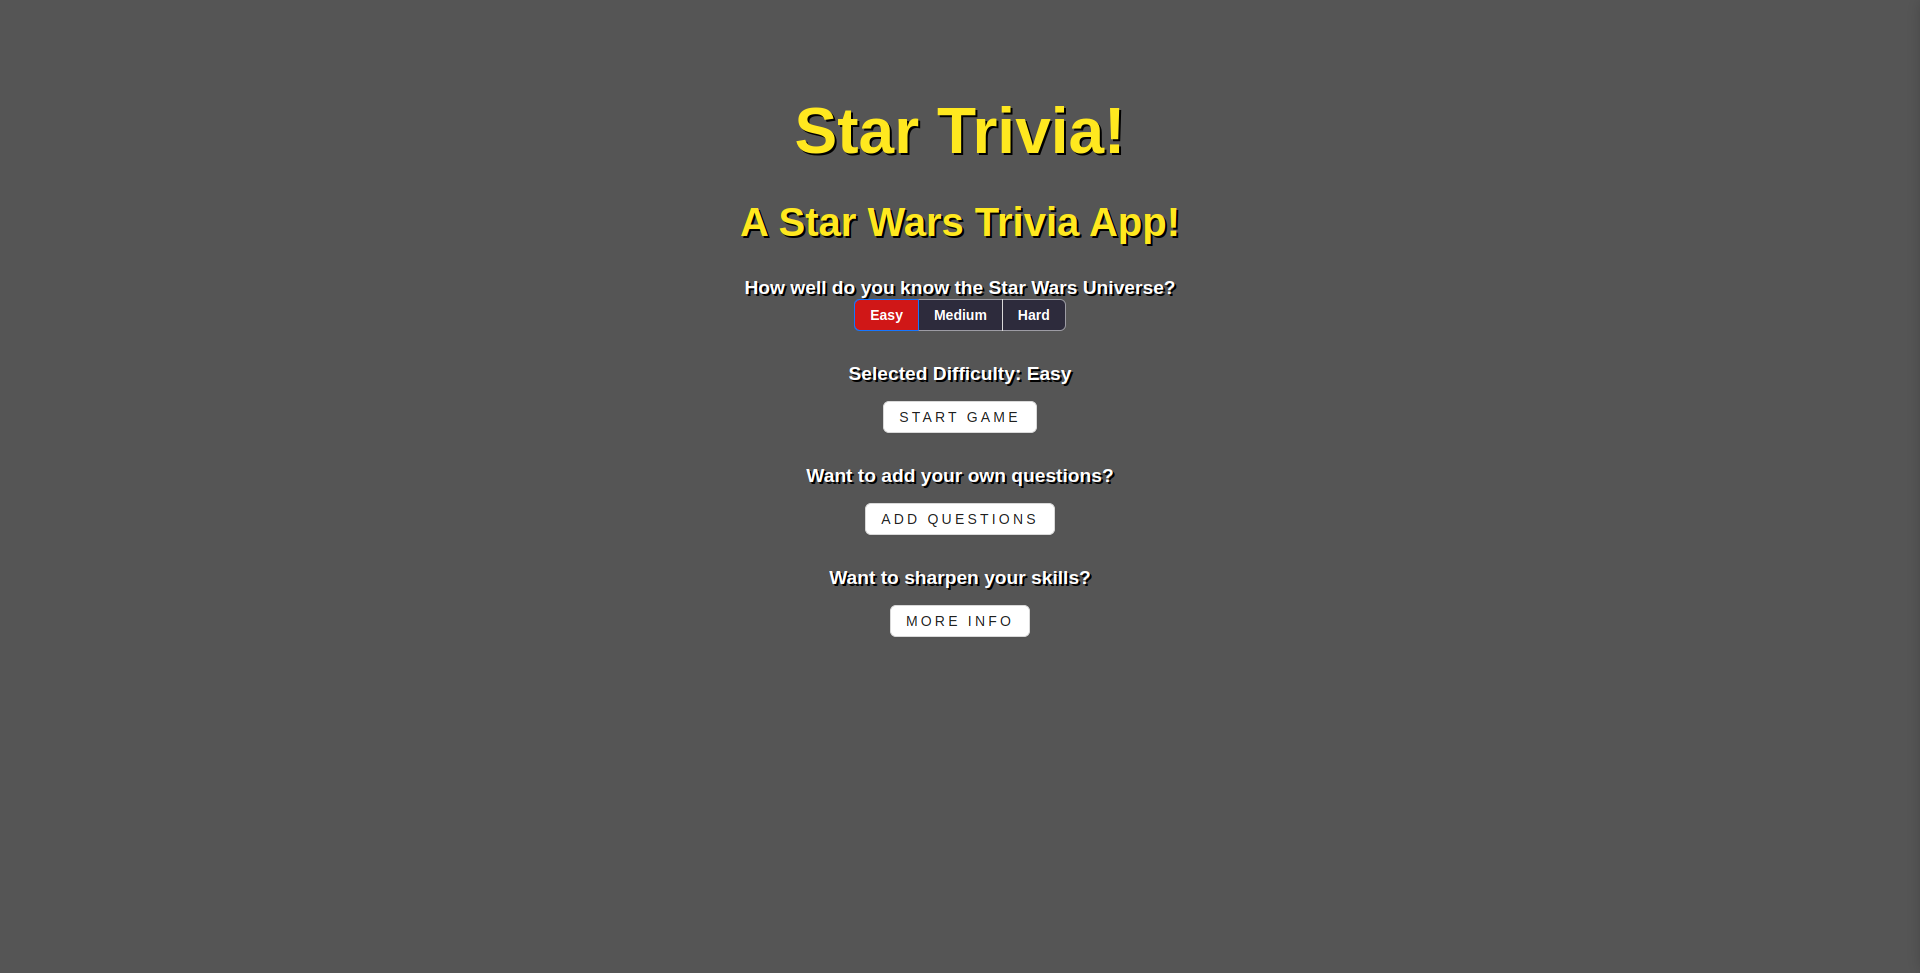 Star Trivia!
A Star Wars Trivia App!
How well do you know the Star Wars Universe?
Easy Medium Hard
Selected Difficulty: Easy
START GAME
Want to add your own questions?
ADD QUESTIONS
Want to sharpen your skills?
MORE INFO